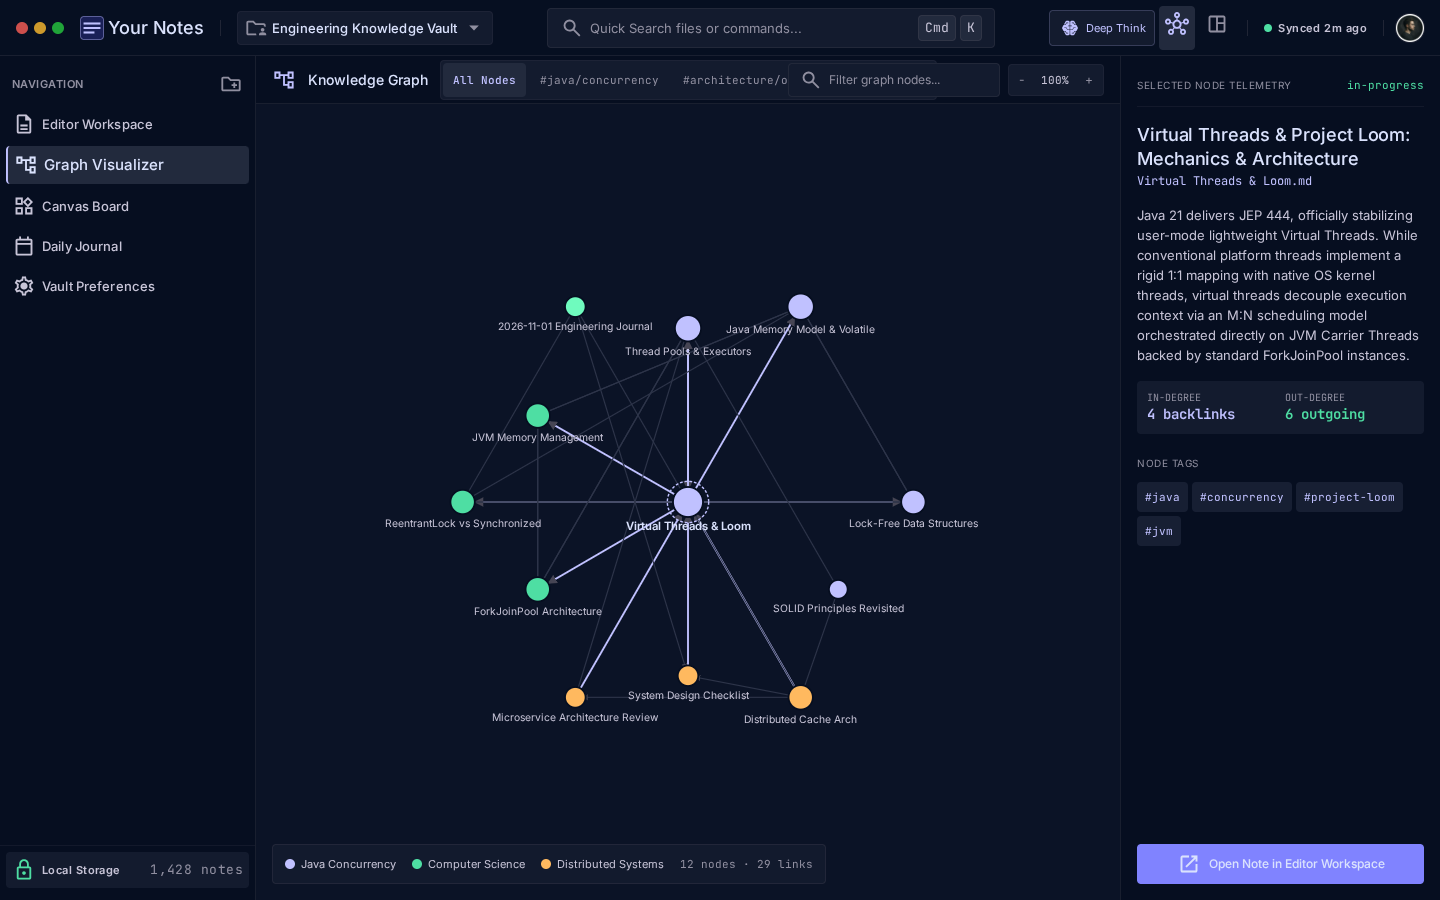 Your Notes
Engineering Knowledge Vault
Quick Search files or commands...
Cmd
K
Deep Think
Synced 2m ago
NAVIGATION
Editor Workspace
Graph Visualizer
Canvas Board
Daily Journal
Vault Preferences
Local Storage
1,428 notes
Knowledge Graph
All Nodes
#java/concurrency
#architecture/o
Filter graph nodes...
-
100%
+
2026-11-01 Engineering Journal
Thread Pools & Executors
Java Memory Model & Volatile
JVM Memory Management
ReentrantLock vs Synchronized
Virtual Threads & Loom
Lock-Free Data Structures
ForkJoinPool Architecture
SOLID Principles Revisited
System Design Checklist
Microservice Architecture Review
Distributed Cache Arch
Java Concurrency
Computer Science
Distributed Systems
12 nodes · 29 links
SELECTED NODE TELEMETRY
in-progress
Virtual Threads & Project Loom:
Mechanics & Architecture
Virtual Threads & Loom.md
Java 21 delivers JEP 444, officially stabilizing
user-mode lightweight Virtual Threads. While
conventional platform threads implement a
rigid 1:1 mapping with native OS kernel
threads, virtual threads decouple execution
context via an M:N scheduling model
orchestrated directly on JVM Carrier Threads
backed by standard ForkJoinPool instances.
IN-DEGREE
4 backlinks
OUT-DEGREE
6 outgoing
NODE TAGS
#java
#concurrency
#project-loom
#jvm
Open Note in Editor Workspace